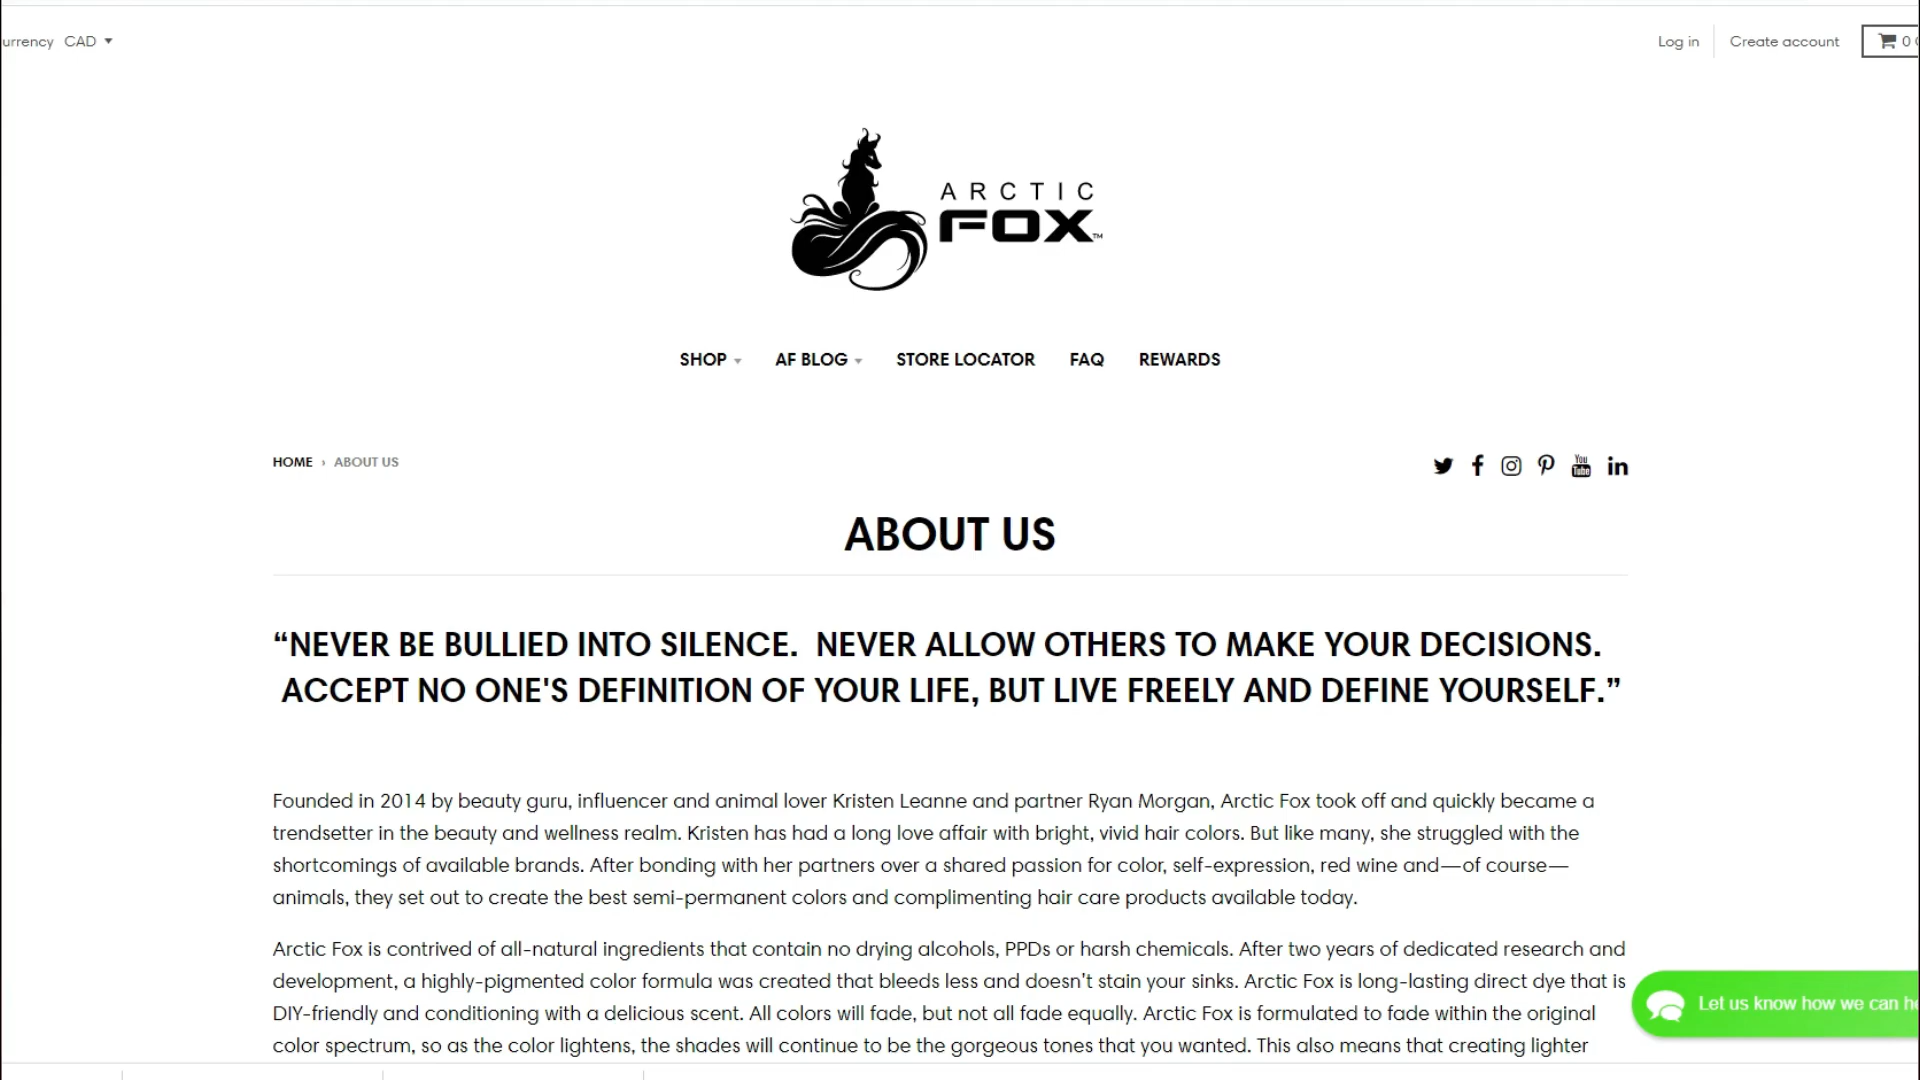 CAD
Log in
Create account
0
ARCTIC
FOX™
SHOP
AF BLOG
STORE LOCATOR
FAQ
REWARDS
HOME › ABOUT US
You
Tube
in
ABOUT US
“NEVER BE BULLIED INTO SILENCE.  NEVER ALLOW OTHERS TO MAKE YOUR DECISIONS.
ACCEPT NO ONE'S DEFINITION OF YOUR LIFE, BUT LIVE FREELY AND DEFINE YOURSELF.”
Founded in 2014 by beauty guru, influencer and animal lover Kristen Leanne and partner Ryan Morgan, Arctic Fox took off and quickly became a
trendsetter in the beauty and wellness realm. Kristen has had a long love affair with bright, vivid hair colors. But like many, she struggled with the
shortcomings of available brands. After bonding with her partners over a shared passion for color, self-expression, red wine and—of course—
animals, they set out to create the best semi-permanent colors and complimenting hair care products available today.
Arctic Fox is contrived of all-natural ingredients that contain no drying alcohols, PPDs or harsh chemicals. After two years of dedicated research and
development, a highly-pigmented color formula was created that bleeds less and doesn't stain your sinks. Arctic Fox is long-lasting direct dye that is
DIY-friendly and conditioning with a delicious scent. All colors will fade, but not all fade equally. Arctic Fox is formulated to fade within the original
color spectrum, so as the color lightens, the shades will continue to be the gorgeous tones that you wanted. This also means that creating lighter
Let us know how we can